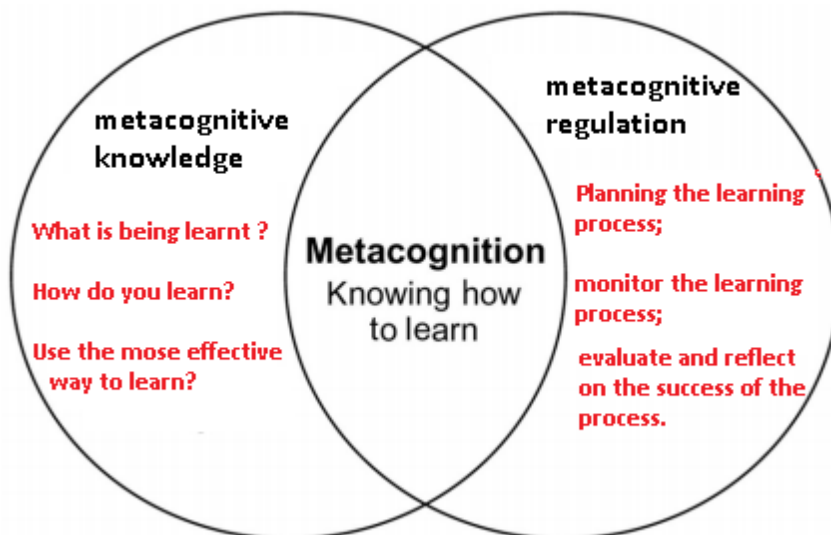 metacognitive
knowledge
What is being learnt ?
How do you learn?
Use the mose effective
way to learn?
Metacognition
Knowing how
to learn
metacognitive
regulation
Planning the learning
process;
monitor the learning
process;
evaluate and reflect
on the success of the
process.